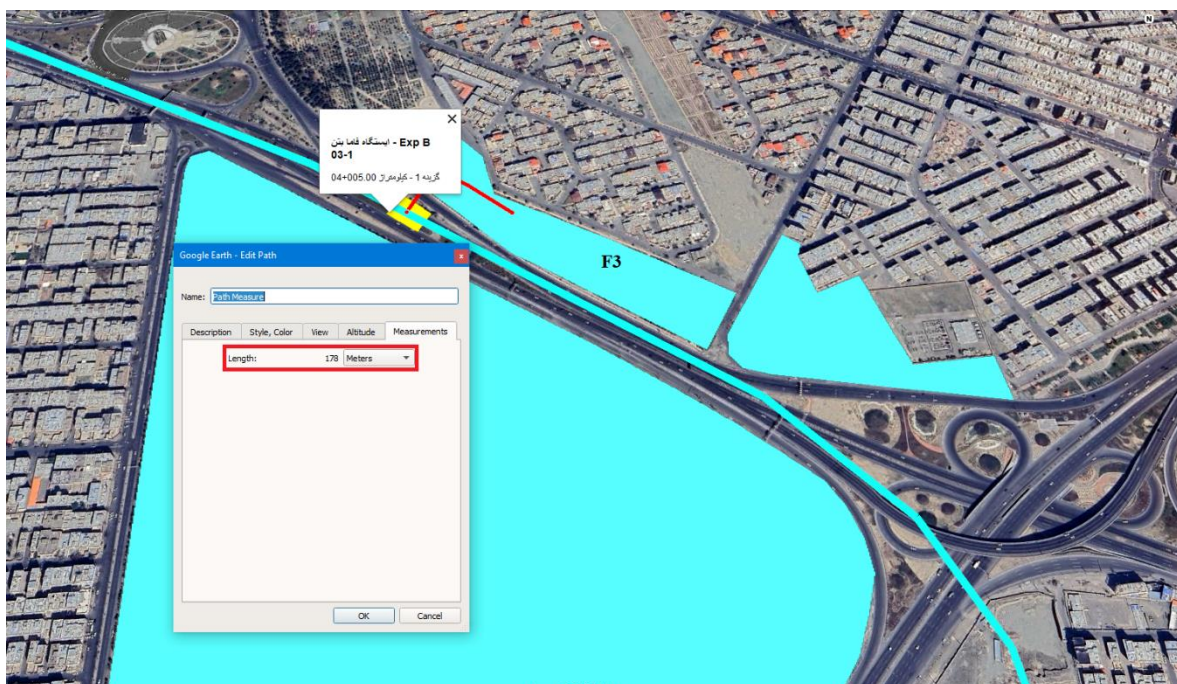 N
Exp B - ایستگاه فاما بتن
03-1
گزینه 1 - کیلومتراژ 04+005.00
F3
Google Earth - Edit Path
Name: Path Measure
Description Style, Color View Altitude Measurements
Length: 178 Meters
OK Cancel